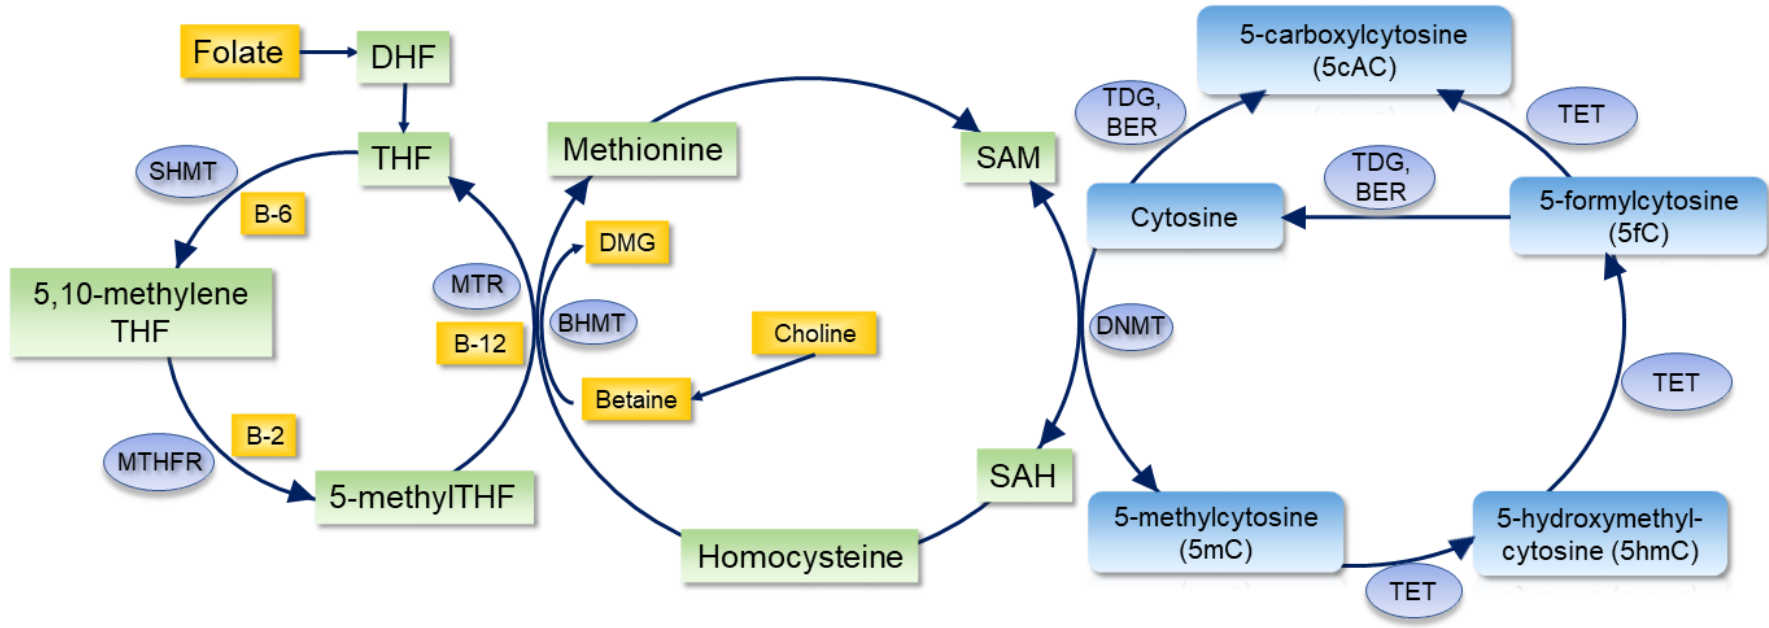 Folate
DHF
THF
SHMT
B-6
5,10-methylene
THF
B-2
MTHFR
5-methylTHF
MTR
B-12
Methionine
SAM
DMG
BHMT
Choline
Betaine
SAH
Homocysteine
5-carboxylcytosine
(5cAC)
TDG,
BER
TET
TDG,
BER
Cytosine
5-formylcytosine
(5fC)
DNMT
TET
5-methylcytosine
(5mC)
5-hydroxymethyl-
cytosine (5hmC)
TET